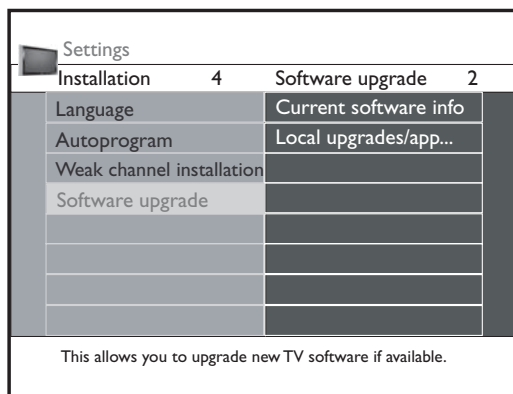 Settings
Installation 4 Software upgrade 2
Language Current software info
Autoprogram Local upgrades/app...
Weak channel installation
Software upgrade
This allows you to upgrade new TV software if available.